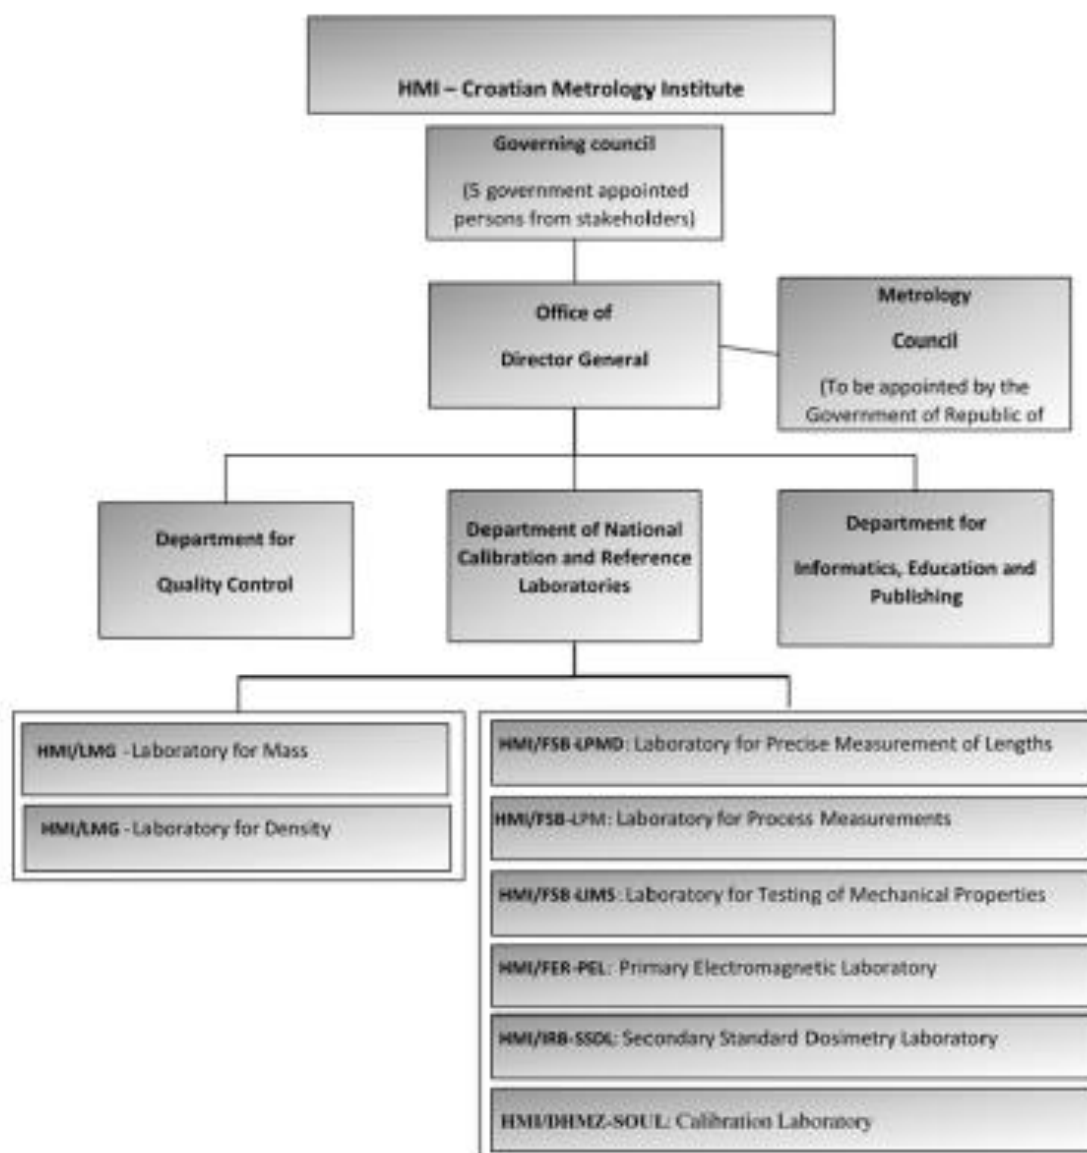 HMI – Croatian Metrology Institute
Governing council
(5 government appointed
persons from stakeholders)
Office of
Director General
Metrology
Council
(To be appointed by the
Government of Republic of
Department for
Quality Control
Department of National
Calibration and Reference
Laboratories
Department for
Informatics, Education and
Publishing
HMI/LMG - Laboratory for Mass
HMI/LMG - Laboratory for Density
HMI/FSB-LPMD: Laboratory for Precise Measurement of Lengths
HMI/FSB-LPM: Laboratory for Process Measurements
HMI/FSB-LIMS: Laboratory for Testing of Mechanical Properties
HMI/FER-PEL: Primary Electromagnetic Laboratory
HMI/IRB-SSDL: Secondary Standard Dosimetry Laboratory
HMI/DHMZ-SOUL: Calibration Laboratory